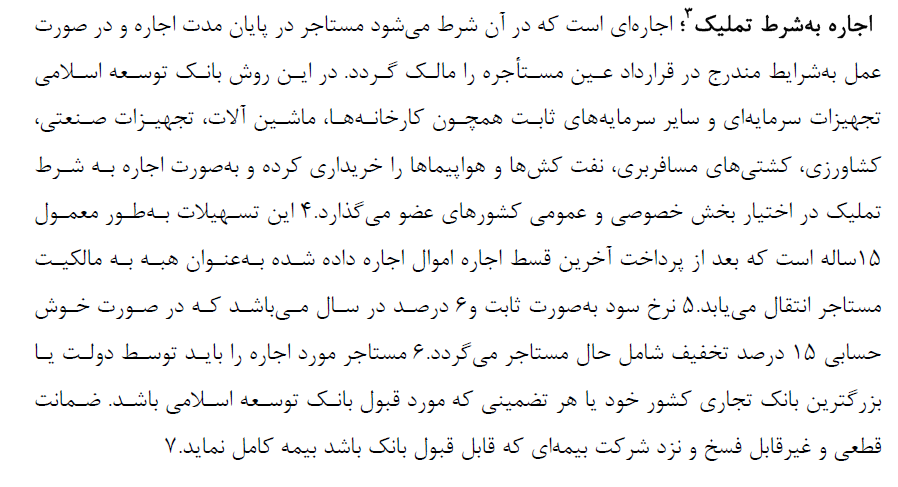 اجاره به‌شرط تملیک۳؛ اجاره‌ای است که در آن شرط می‌شود مستاجر در پایان مدت اجاره و در صورت
عمل به‌شرایط مندرج در قرارداد عین مستأجره را مالک گردد. در این روش بانک توسعه اسلامی
تجهیزات سرمایه‌ای و سایر سرمایه‌های ثابت همچون کارخانه‌ها، ماشین آلات، تجهیزات صنعتی،
کشاورزی، کشتی‌های مسافربری، نفت کش‌ها و هواپیماها را خریداری کرده و به‌صورت اجاره به شرط
تملیک در اختیار بخش خصوصی و عمومی کشورهای عضو می‌گذارد.۴ این تسهیلات به‌طور معمول
۱۵ساله است که بعد از پرداخت آخرین قسط اجاره اموال اجاره داده شده به‌عنوان هبه به مالکیت
مستاجر انتقال می‌یابد.۵ نرخ سود به‌صورت ثابت و۶ درصد در سال می‌باشد که در صورت خوش
حسابی ۱۵ درصد تخفیف شامل حال مستاجر می‌گردد.۶ مستاجر مورد اجاره را باید توسط دولت یا
بزرگترین بانک تجاری کشور خود یا هر تضمینی که مورد قبول بانک توسعه اسلامی باشد. ضمانت
قطعی و غیرقابل فسخ و نزد شرکت بیمه‌ای که قابل قبول بانک باشد بیمه کامل نماید.۷